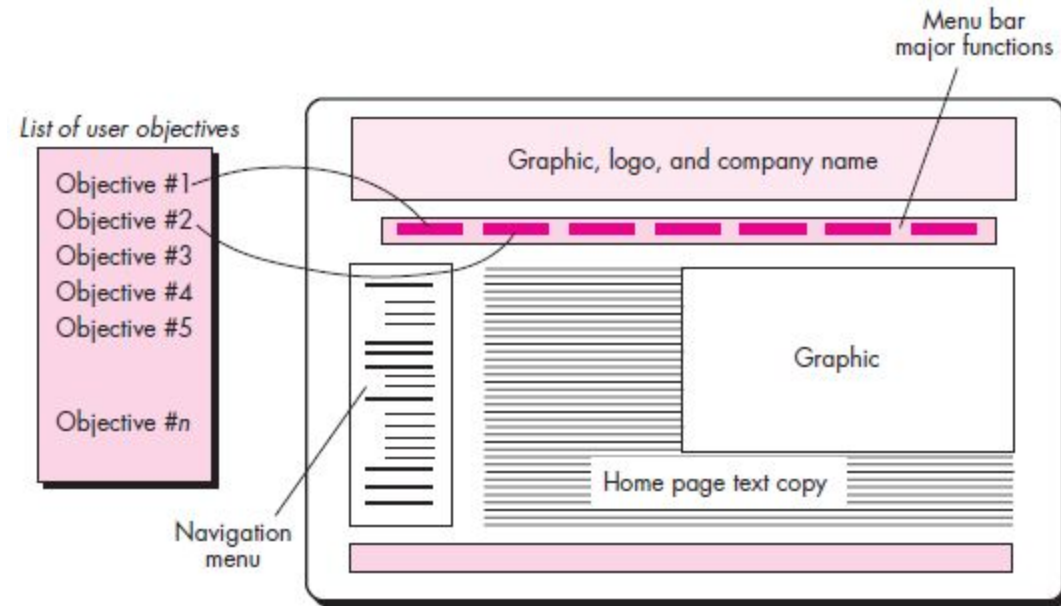 Menu bar
major functions
List of user objectives
Objective #1
Objective #2
Objective #3
Objective #4
Objective #5
Objective #n
Graphic, logo, and company name
Graphic
Home page text copy
Navigation
menu